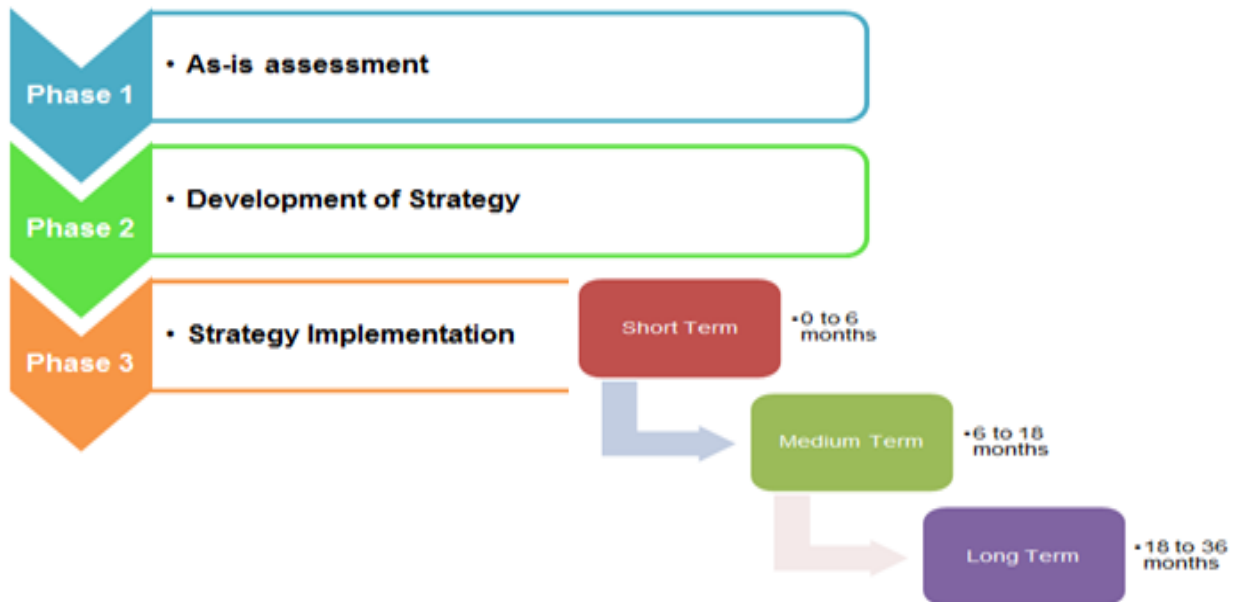 Phase 1
• As-is assessment
Phase 2
• Development of Strategy
Phase 3
• Strategy Implementation
Short Term
•0 to 6
months
Medium Term
•6 to 18
months
Long Term
•18 to 36
months